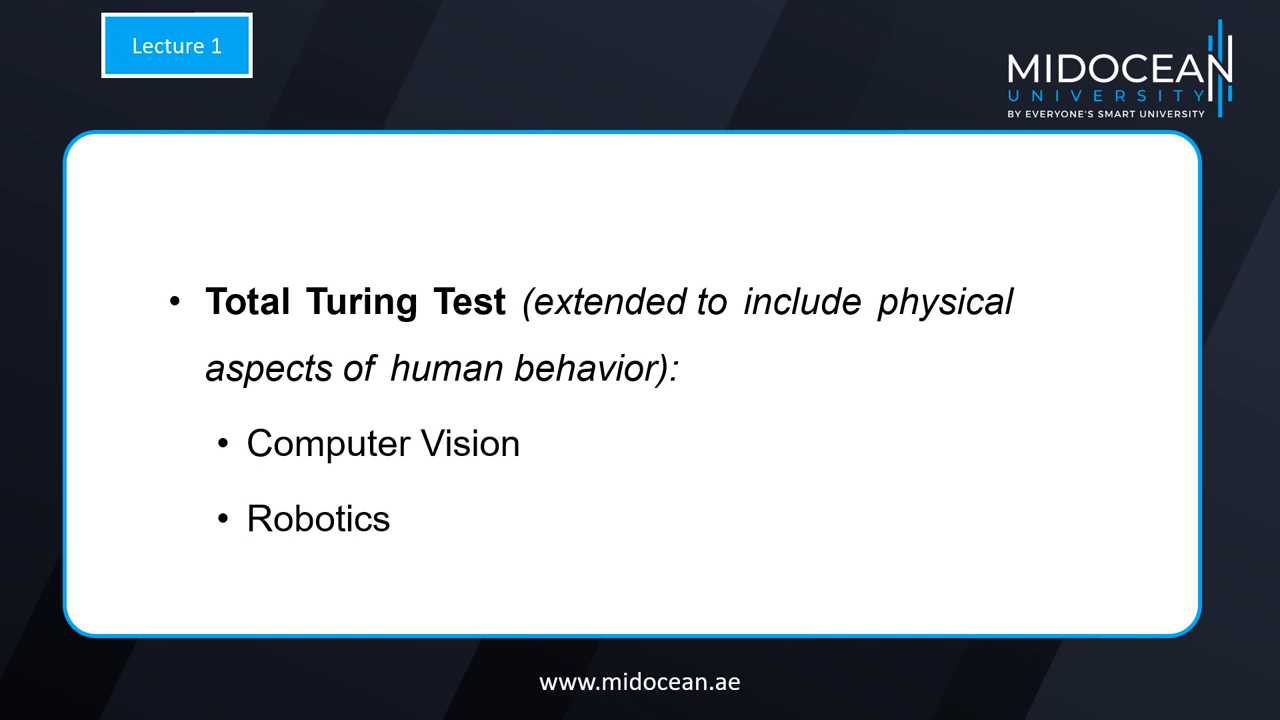 Lecture 1
MIDOCEAN
UNIVERSITY
BY EVERYONE'S SMART UNIVERSITY
• Total Turing Test (extended to include physical
aspects of human behavior):
• Computer Vision
• Robotics
www.midocean.ae